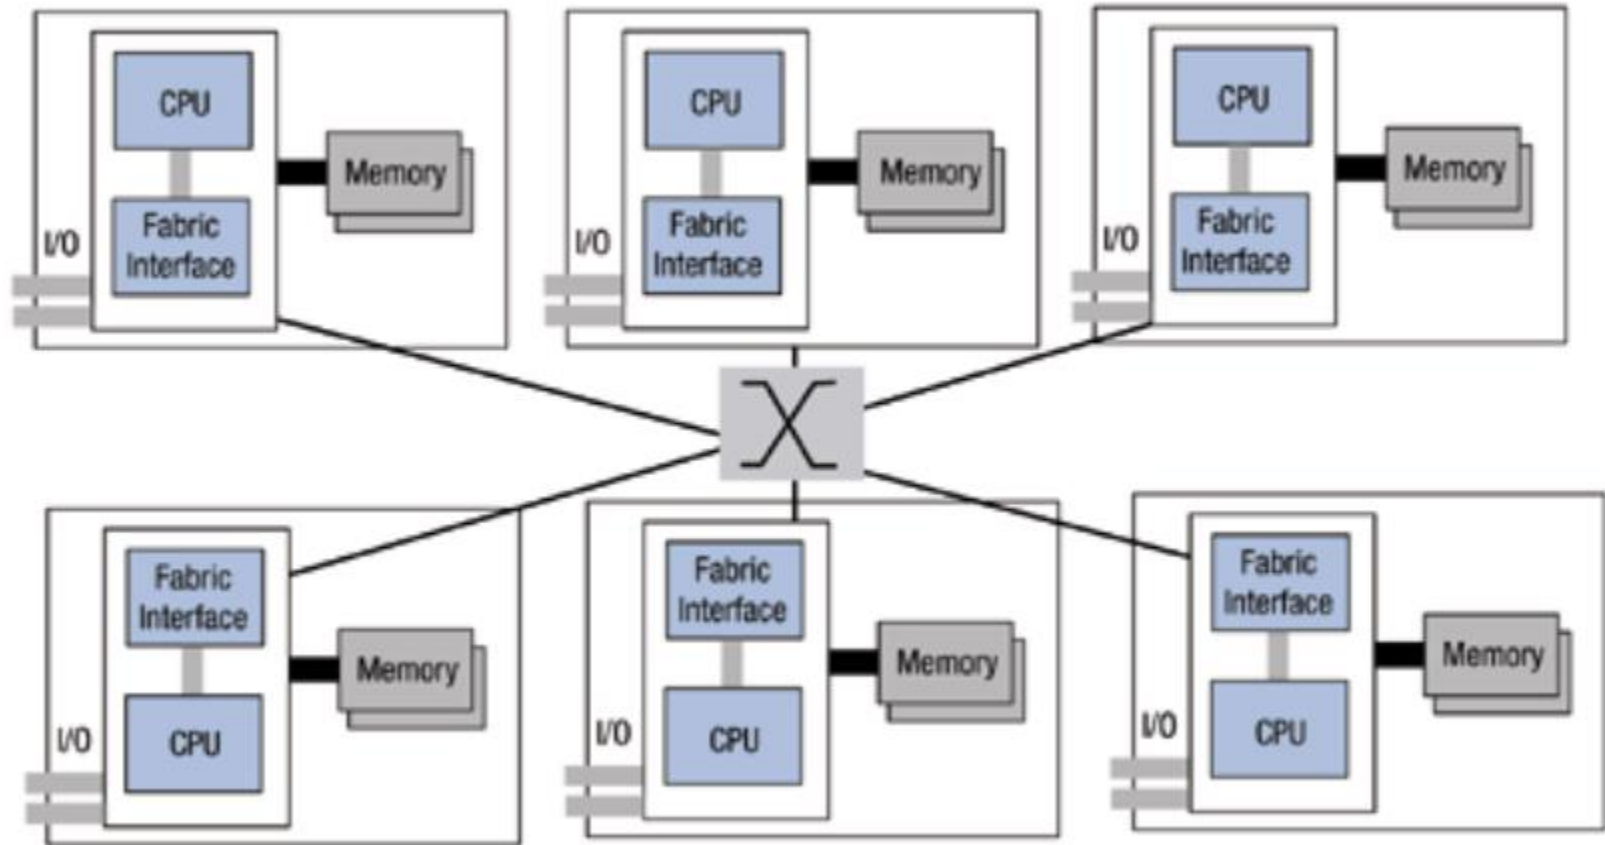 CPU
Memory
Fabric
Interface
I/O
CPU
Memory
Fabric
Interface
I/O
CPU
Memory
Fabric
Interface
I/O
Fabric
Interface
Memory
CPU
I/O
Fabric
Interface
Memory
CPU
I/O
Fabric
Interface
Memory
CPU
I/O